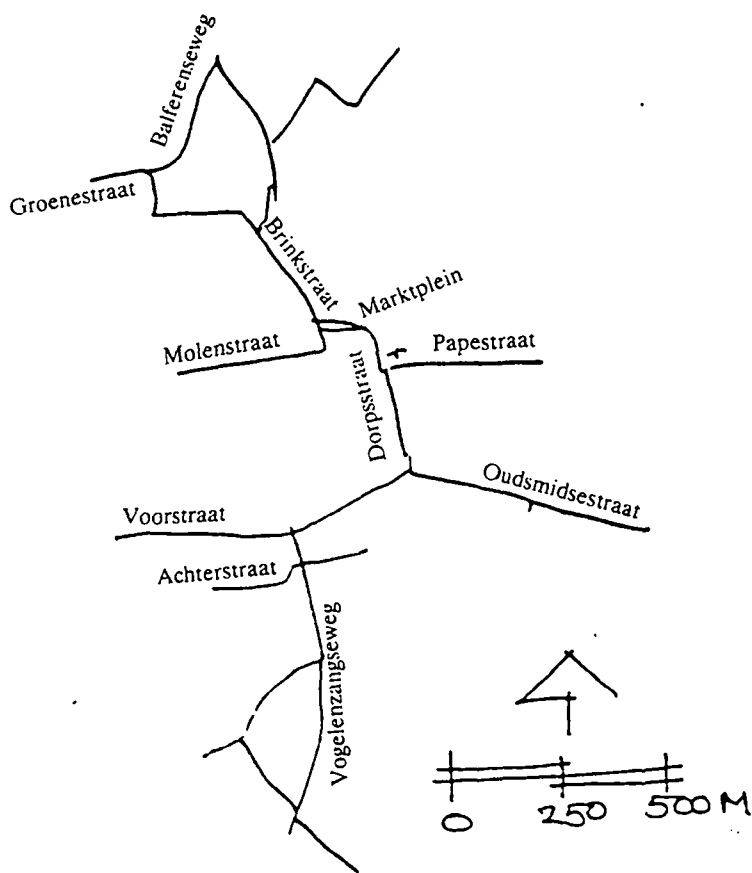 Balferenseweg
Groenestraat
Brinkstraat
Marktplein
Molenstraat
Papestraat
Dorpsstraat
Oudsmidsestraat
Voorstraat
Achterstraat
Vogelenzangseweg
0 250 500 M